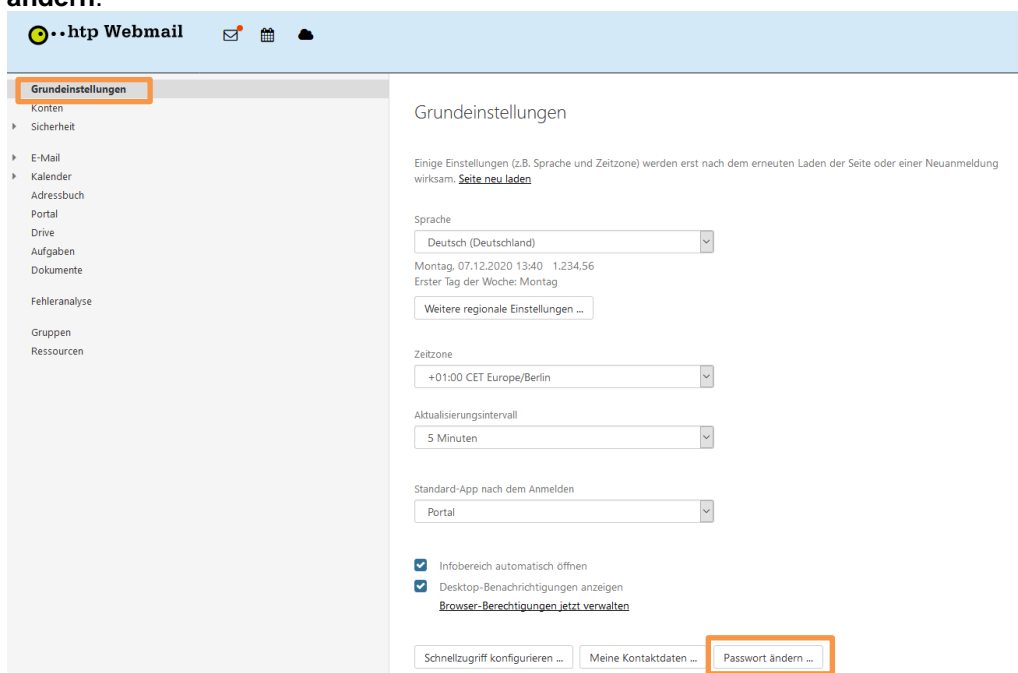 ändern.
htp Webmail
Grundeinstellungen
Konten
Sicherheit
E-Mail
Kalender
Adressbuch
Portal
Drive
Aufgaben
Dokumente
Fehleranalyse
Gruppen
Ressourcen
Grundeinstellungen
Einige Einstellungen (z.B. Sprache und Zeitzone) werden erst nach dem erneuten Laden der Seite oder einer Neuanmeldung
wirksam. Seite neu laden
Sprache
Deutsch (Deutschland)
Montag, 07.12.2020 13:40 1.234,56
Erster Tag der Woche: Montag
Weitere regionale Einstellungen ...
Zeitzone
+01:00 CET Europe/Berlin
Aktualisierungsintervall
5 Minuten
Standard-App nach dem Anmelden
Portal
Infobereich automatisch öffnen
Desktop-Benachrichtigungen anzeigen
Browser-Berechtigungen jetzt verwalten
Schnellzugriff konfigurieren ... Meine Kontaktdaten ... Passwort ändern ...